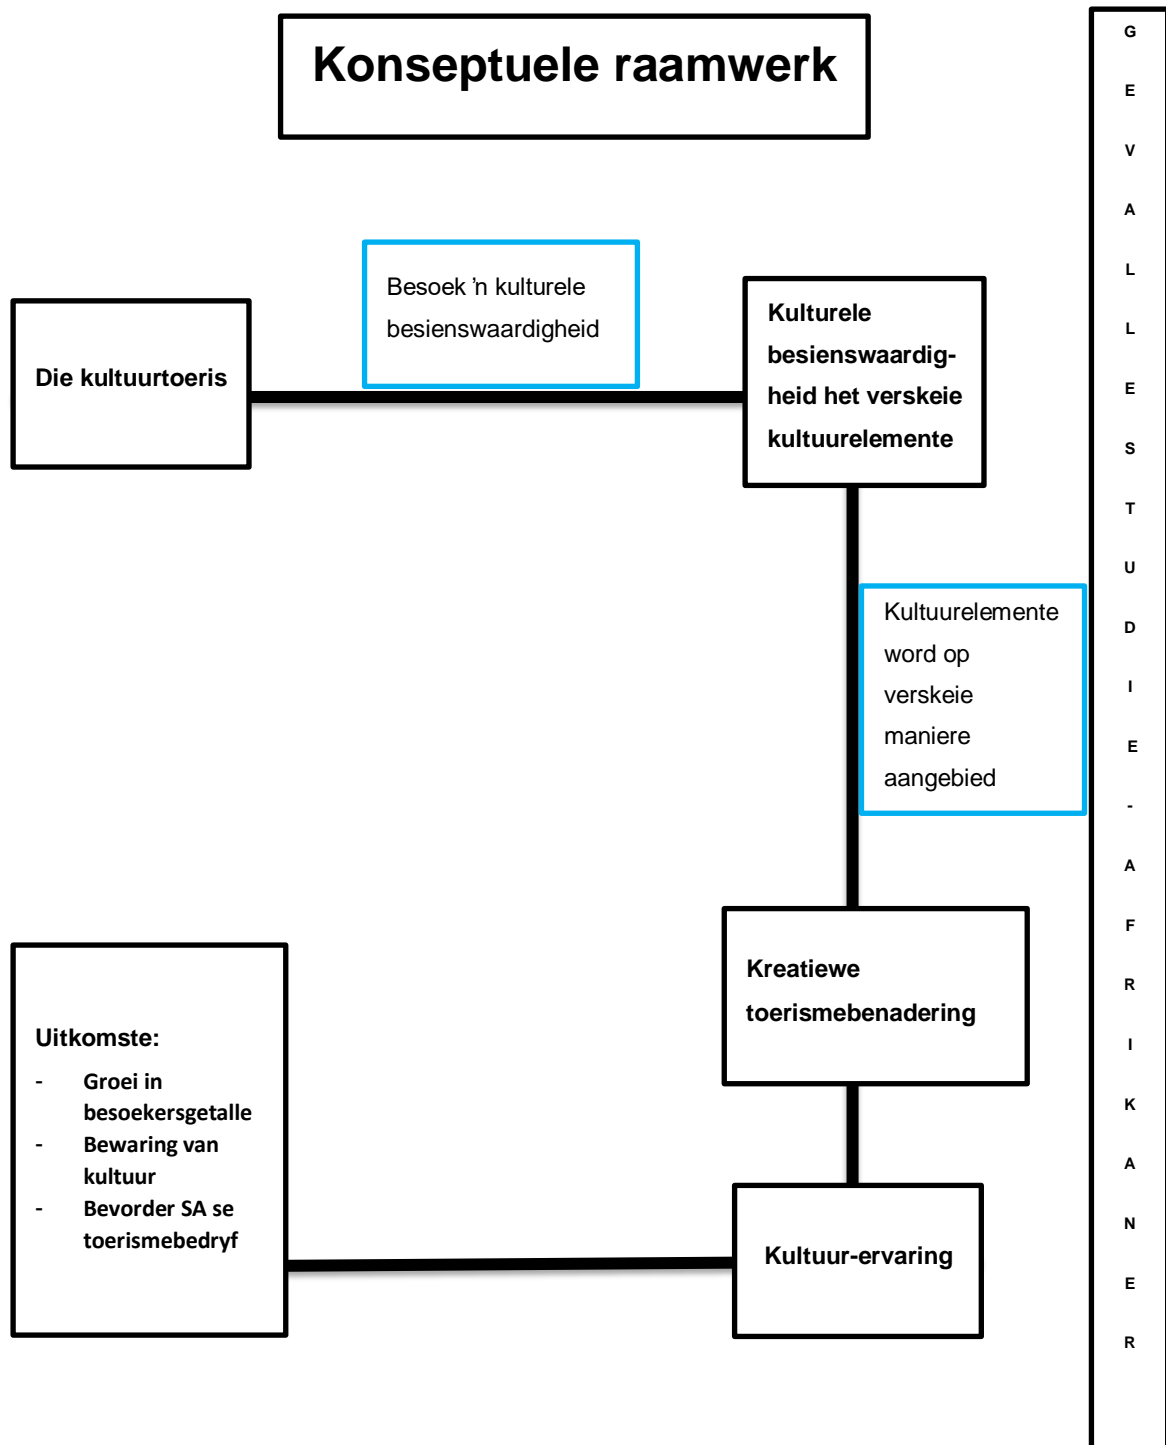 Konseptuele raamwerk
Besoek ’n kulturele
besienswaardigheid
Die kultuurtoeris
Kulturele
besienswaardig-
heid het verskeie
kultuurelemente
Kultuurelemente
word op
verskeie
maniere
aangebied
Kreatiewe
toerismebenadering
Kultuur-ervaring
Uitkomste:
- Groei in
besoekersgetalle
- Bewaring van
kultuur
- Bevorder SA se
toerismebedryf
G
E
V
A
L
L
E
S
T
U
D
I
E
-
A
F
R
I
K
A
N
E
R